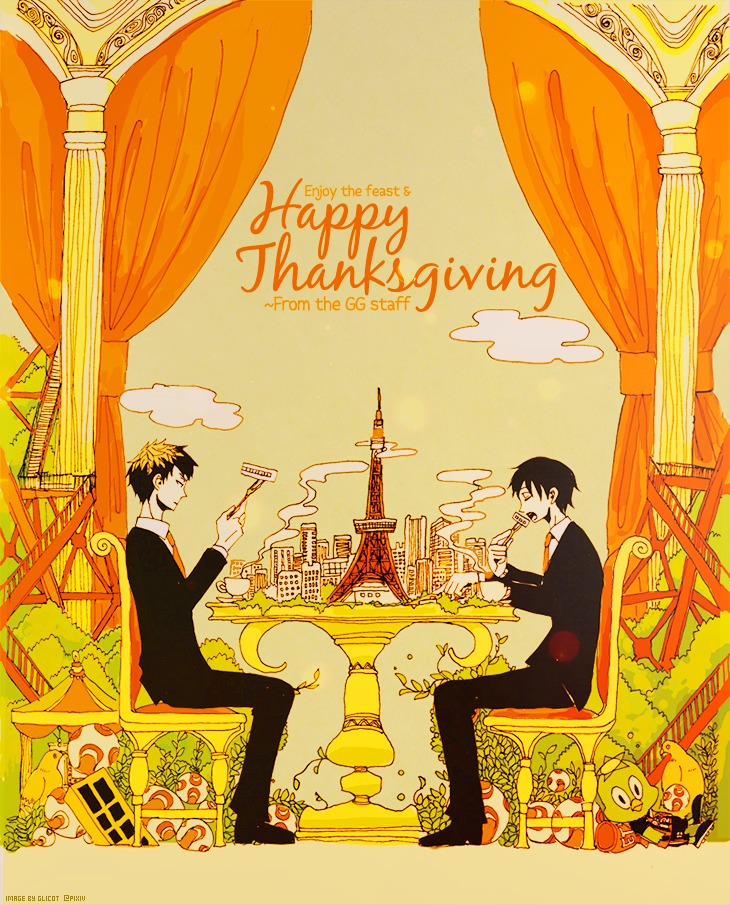 Enjoy the feast &
Happy
Thanksgiving
~From the GG staff
IMAGE BY GLICOT @PIXIV